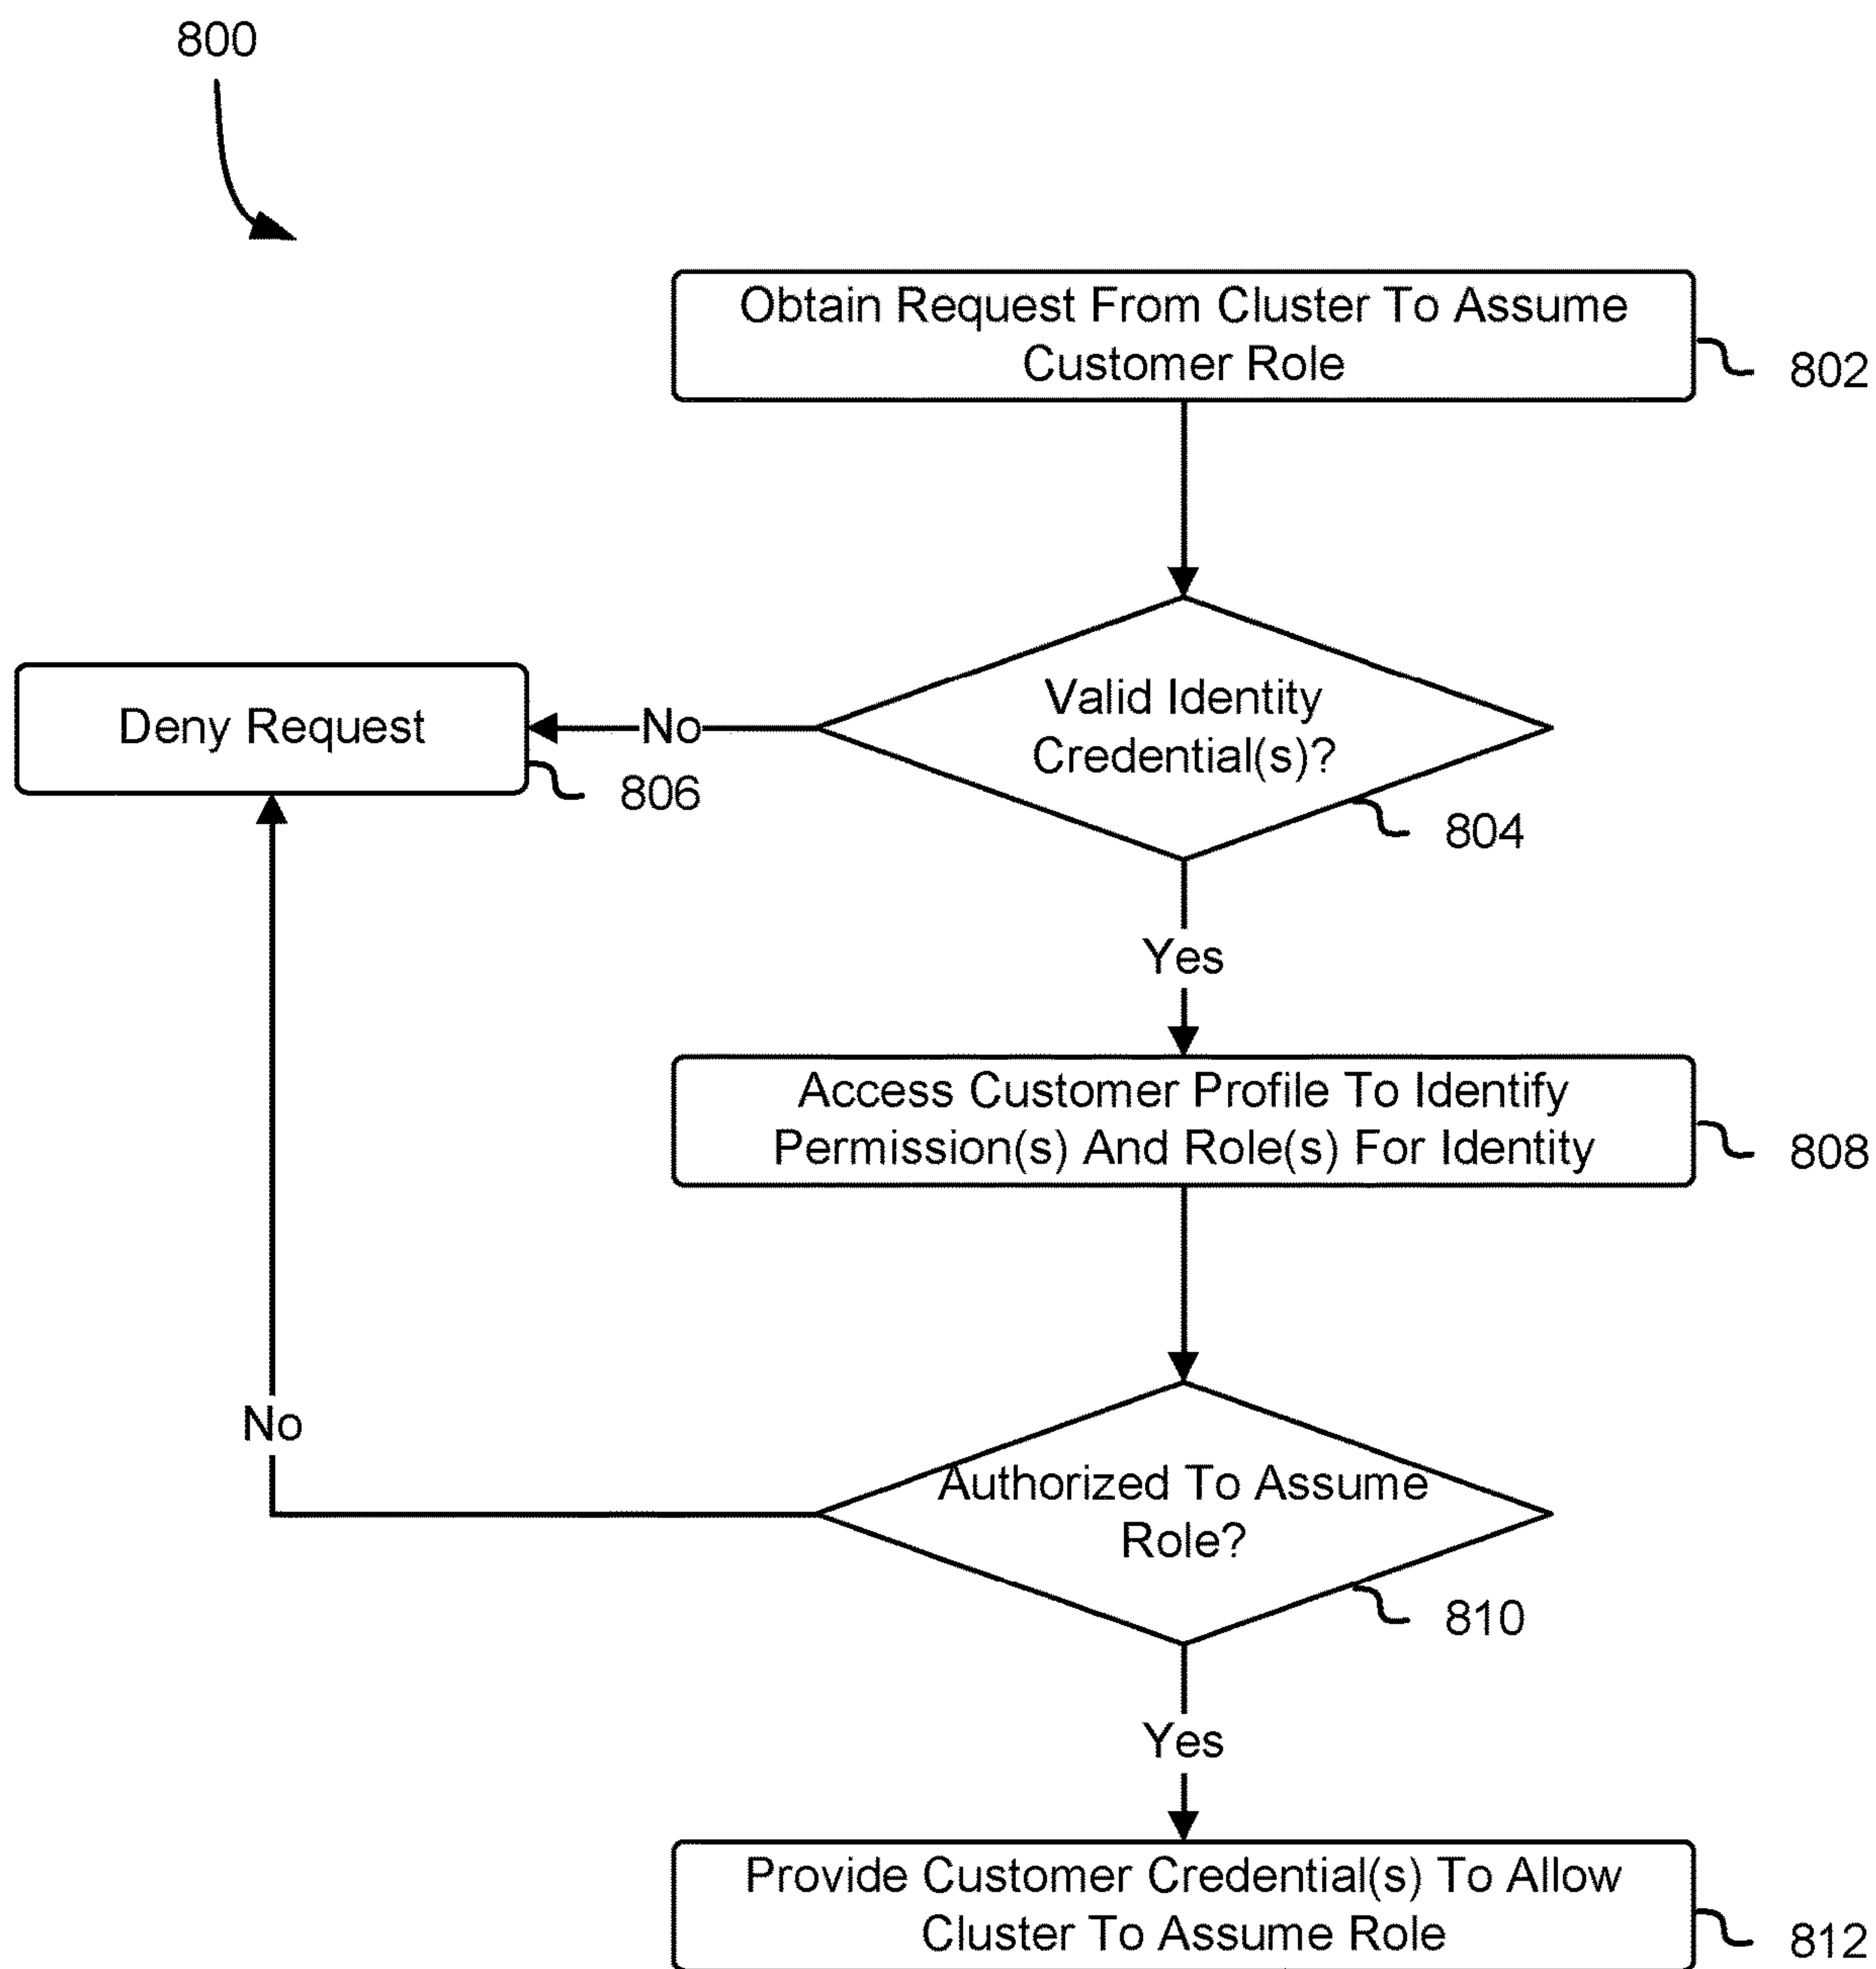 800
Obtain Request From Cluster To Assume
Customer Role
802
Valid Identity
Credential(s)?
804
No
Deny Request
806
Yes
Access Customer Profile To Identify
Permission(s) And Role(s) For Identity
808
Authorized To Assume
Role?
810
No
Yes
Provide Customer Credential(s) To Allow
Cluster To Assume Role
812